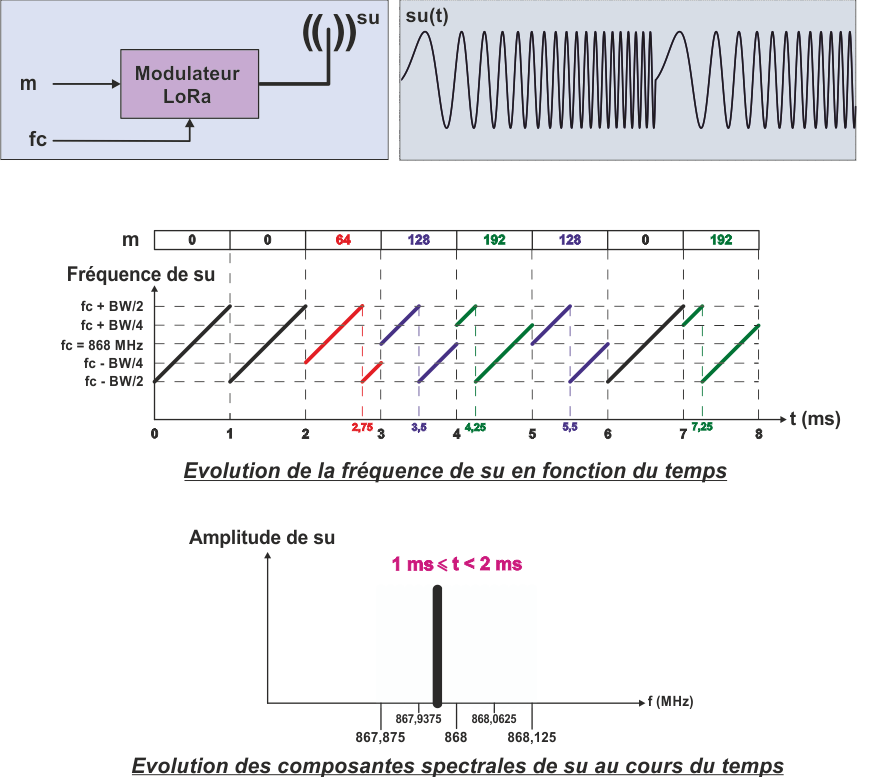 su
su(t)
Modulateur
LoRa
m
fc
m 0 0 64 128 192 128 0 192
Fréquence de su
fc + BW/2
fc + BW/4
fc = 868 MHz
fc - BW/4
fc - BW/2
t (ms)
2,75 3,5 4,25 5,5 7,25
0 1 2 3 4 5 6 7 8
Evolution de la fréquence de su en fonction du temps
Amplitude de su
1 ms ⩽ t < 2 ms
f (MHz)
867,9375 868,0625
867,875 868 868,125
Evolution des composantes spectrales de su au cours du temps